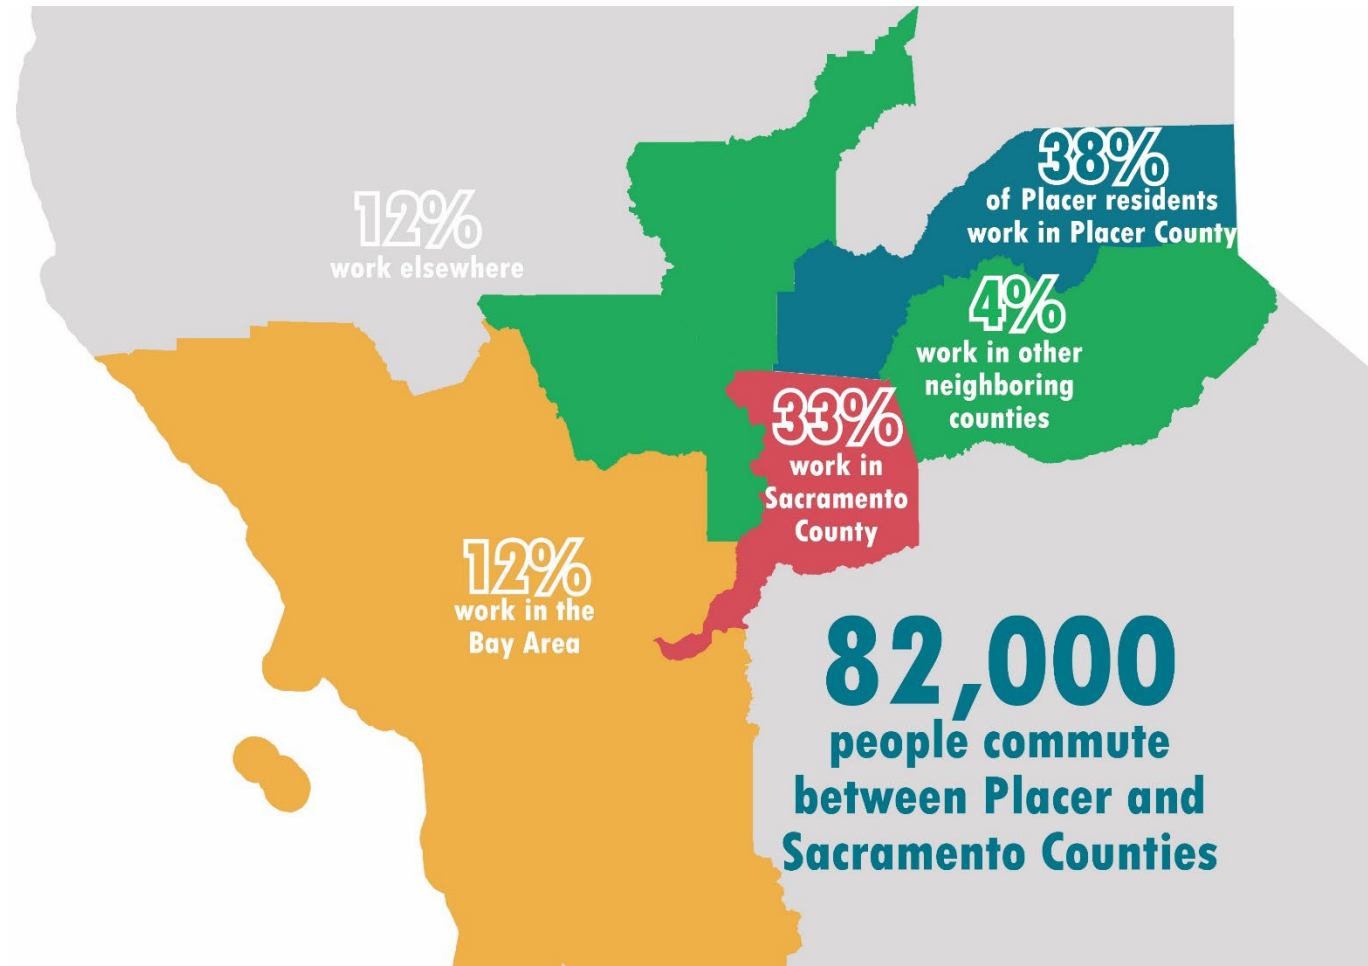 38%
of Placer residents
work in Placer County
12%
work elsewhere
4%
work in other
neighboring
counties
33%
work in
Sacramento
County
12%
work in the
Bay Area
82,000
people commute
between Placer and
Sacramento Counties